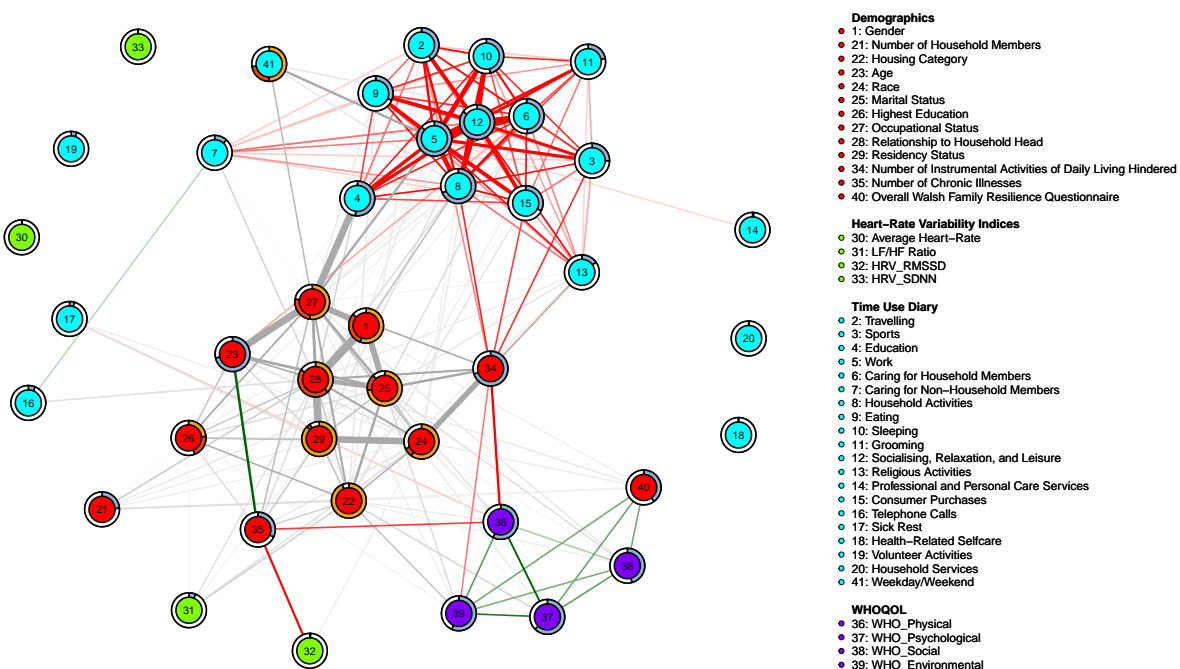 33
41
2
10
11
9
12
6
19
7
5
3
4
8
15
30
14
13
17
27
1
20
23
34
28
25
16
26
29
24
18
40
21
22
35
36
38
31
39
37
32
Demographics
1: Gender
21: Number of Household Members
22: Housing Category
23: Age
24: Race
25: Marital Status
26: Highest Education
27: Occupational Status
28: Relationship to Household Head
29: Residency Status
34: Number of Instrumental Activities of Daily Living Hindered
35: Number of Chronic Illnesses
40: Overall Walsh Family Resilience Questionnaire
Heart−Rate Variability Indices
30: Average Heart−Rate
31: LF/HF Ratio
32: HRV_RMSSD
33: HRV_SDNN
Time Use Diary
2: Travelling
3: Sports
4: Education
5: Work
6: Caring for Household Members
7: Caring for Non−Household Members
8: Household Activities
9: Eating
10: Sleeping
11: Grooming
12: Socialising, Relaxation, and Leisure
13: Religious Activities
14: Professional and Personal Care Services
15: Consumer Purchases
16: Telephone Calls
17: Sick Rest
18: Health−Related Selfcare
19: Volunteer Activities
20: Household Services
41: Weekday/Weekend
WHOQOL
36: WHO_Physical
37: WHO_Psychological
38: WHO_Social
39: WHO_Environmental